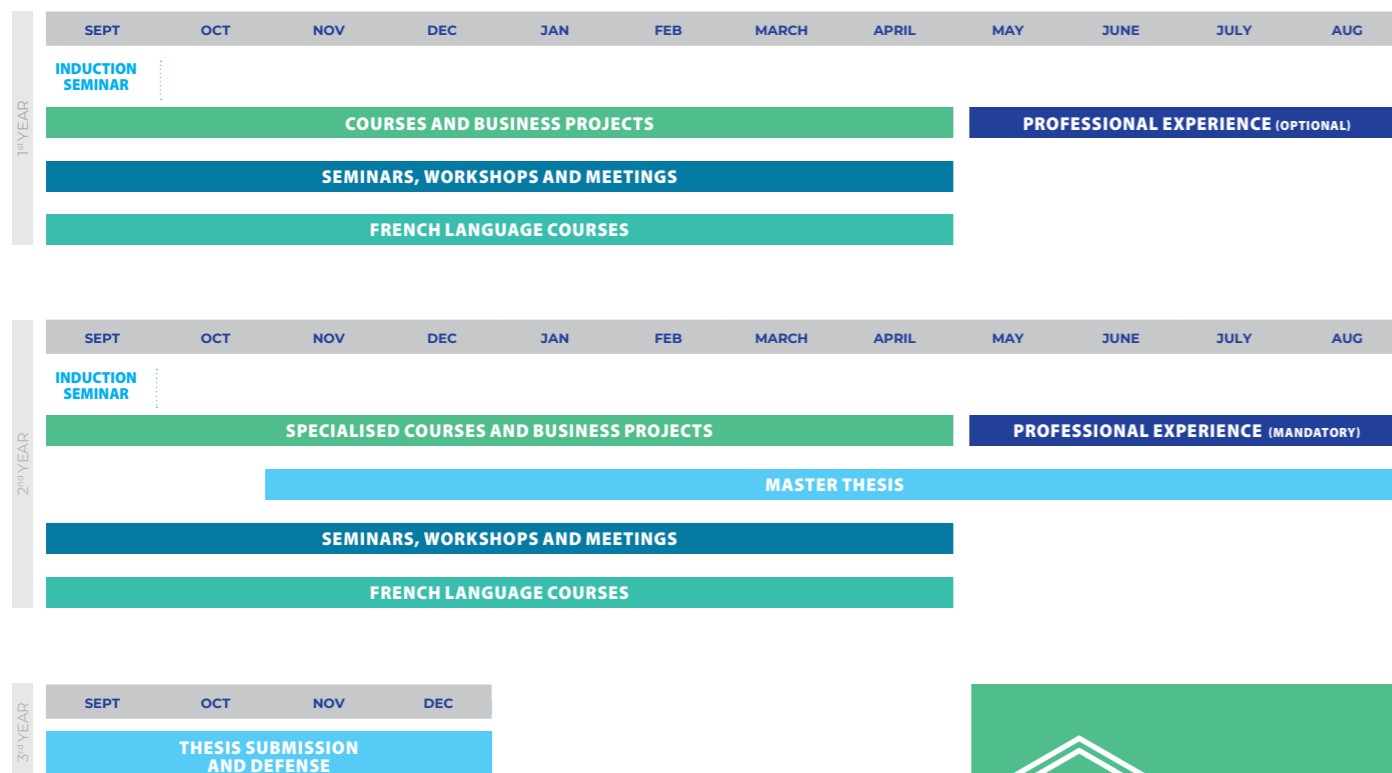 1st YEAR
SEPT OCT NOV DEC JAN FEB MARCH APRIL MAY JUNE JULY AUG
INDUCTION
SEMINAR
COURSES AND BUSINESS PROJECTS PROFESSIONAL EXPERIENCE (OPTIONAL)
SEMINARS, WORKSHOPS AND MEETINGS
FRENCH LANGUAGE COURSES
2nd YEAR
SEPT OCT NOV DEC JAN FEB MARCH APRIL MAY JUNE JULY AUG
INDUCTION
SEMINAR
SPECIALISED COURSES AND BUSINESS PROJECTS PROFESSIONAL EXPERIENCE (MANDATORY)
MASTER THESIS
SEMINARS, WORKSHOPS AND MEETINGS
FRENCH LANGUAGE COURSES
3rd YEAR
SEPT OCT NOV DEC
THESIS SUBMISSION
AND DEFENSE